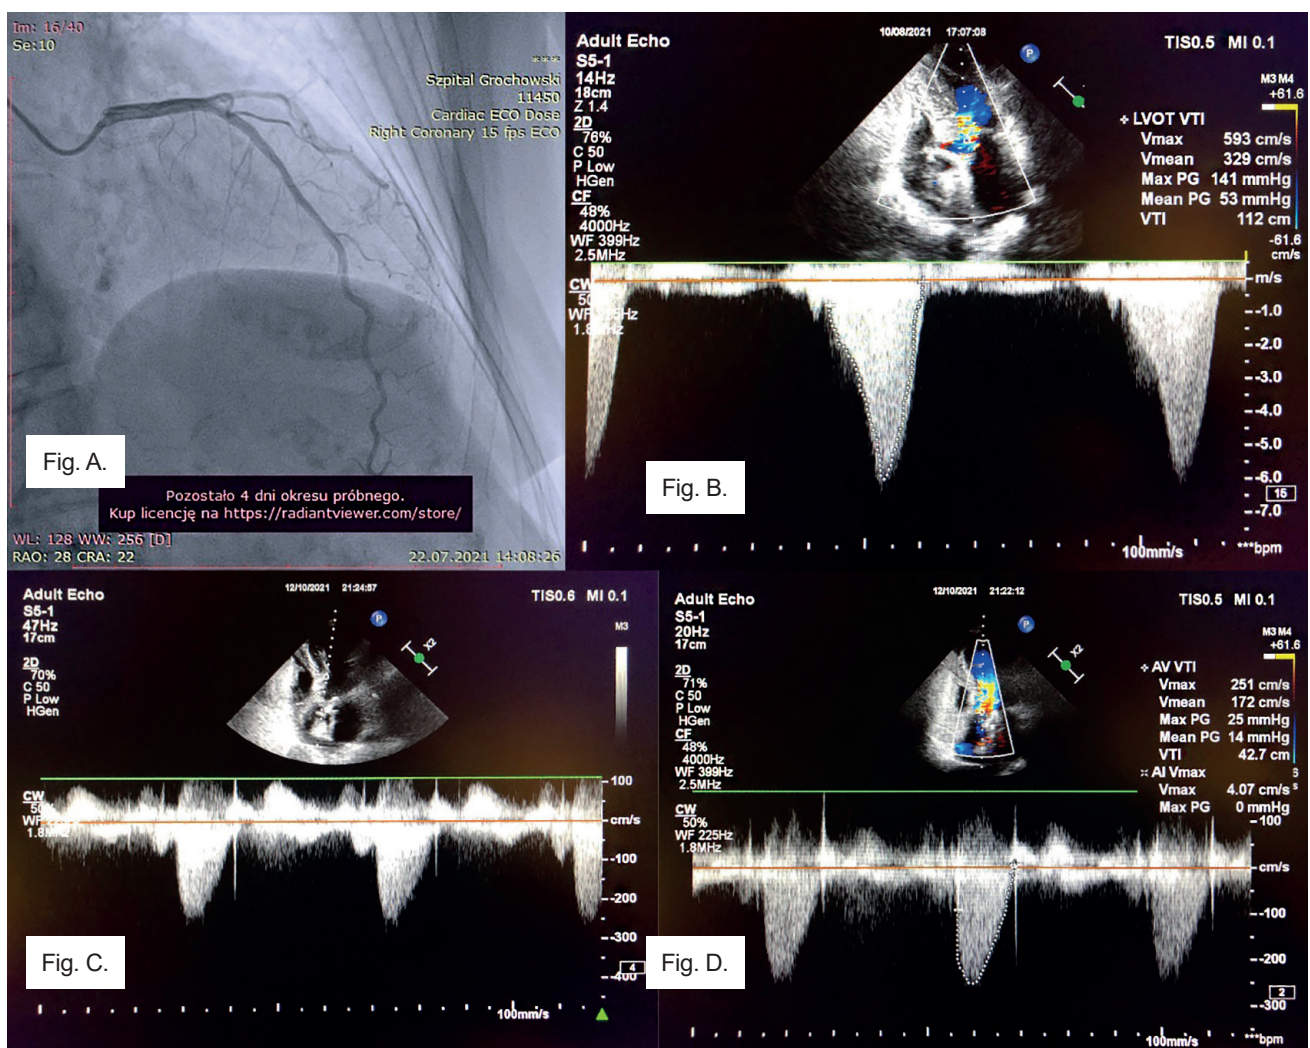 Im: 16/40
Se:10
***
Szpital Grochowski
11450
Cardiac ECO Dose
Right Coronary 15 fps ECO
Fig. A.
Pozostało 4 dni okresu próbnego.
Kup licencję na https://radiantviewer.com/store/
WL: 128 WW: 256 [D]
RAO: 28 CRA: 22
22.07.2021 14:08:26
Adult Echo
10/08/2021 17:07:08
TIS0.5 MI 0.1
S5-1
14Hz
18cm
Z 1.4
2D
76%
C 50
P Low
HGen
CF
48%
4000Hz
WF 399Hz
2.5MHz
CW
P
M3 M4
+61.6
LVOT VTI
Vmax 593 cm/s
Vmean 329 cm/s
Max PG 141 mmHg
Mean PG 53 mmHg
VTI 112 cm
-61.6
cm/s
m/s
-1.0
-2.0
-3.0
-4.0
-5.0
-6.0
-7.0
15
Fig. B.
100mm/s
***bpm
Adult Echo
12/10/2021 21:24:57
TIS0.6 MI 0.1
S5-1
47Hz
17cm
2D
70%
C 50
P Low
HGen
P
X2
M3
CW
50%
1.8MHz
100
cm/s
-100
-200
-300
-400
4
Fig. C.
100mm/s
Adult Echo
12/10/2021 21:22:12
TIS0.5 MI 0.1
S5-1
20Hz
17cm
2D
71%
C 50
P Low
HGen
CF
48%
4000Hz
WF 399Hz
2.5MHz
CW
50%
WF 225Hz
1.8MHz
P
X2
M3 M4
+61.6
AV VTI
Vmax 251 cm/s
Vmean 172 cm/s
Max PG 25 mmHg
Mean PG 14 mmHg
VTI 42.7 cm
AI Vmax
Vmax 4.07 cm/s
Max PG 0 mmHg
100
cm/s
-100
-200
-300
2
Fig. D.
100mm/s
***bpm